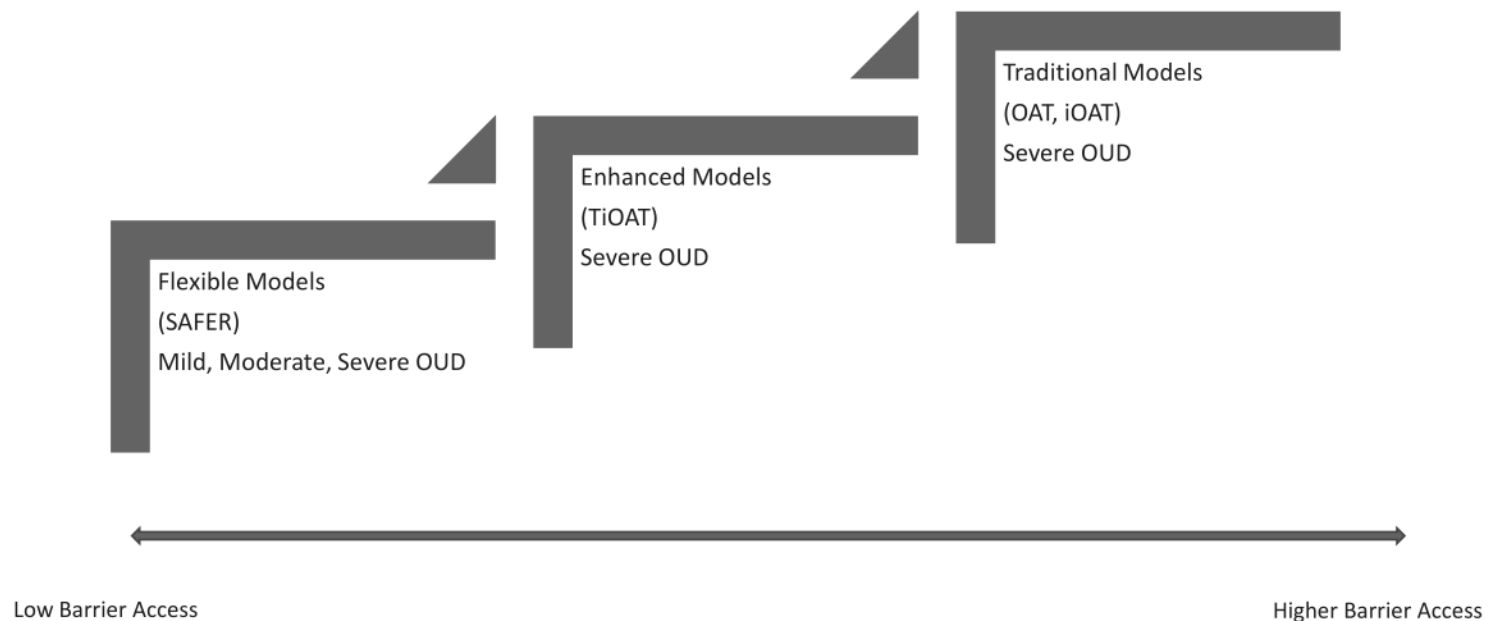 Traditional Models
(OAT, iOAT)
Severe OUD
Enhanced Models
(TiOAT)
Severe OUD
Flexible Models
(SAFER)
Mild, Moderate, Severe OUD
Low Barrier Access
Higher Barrier Access